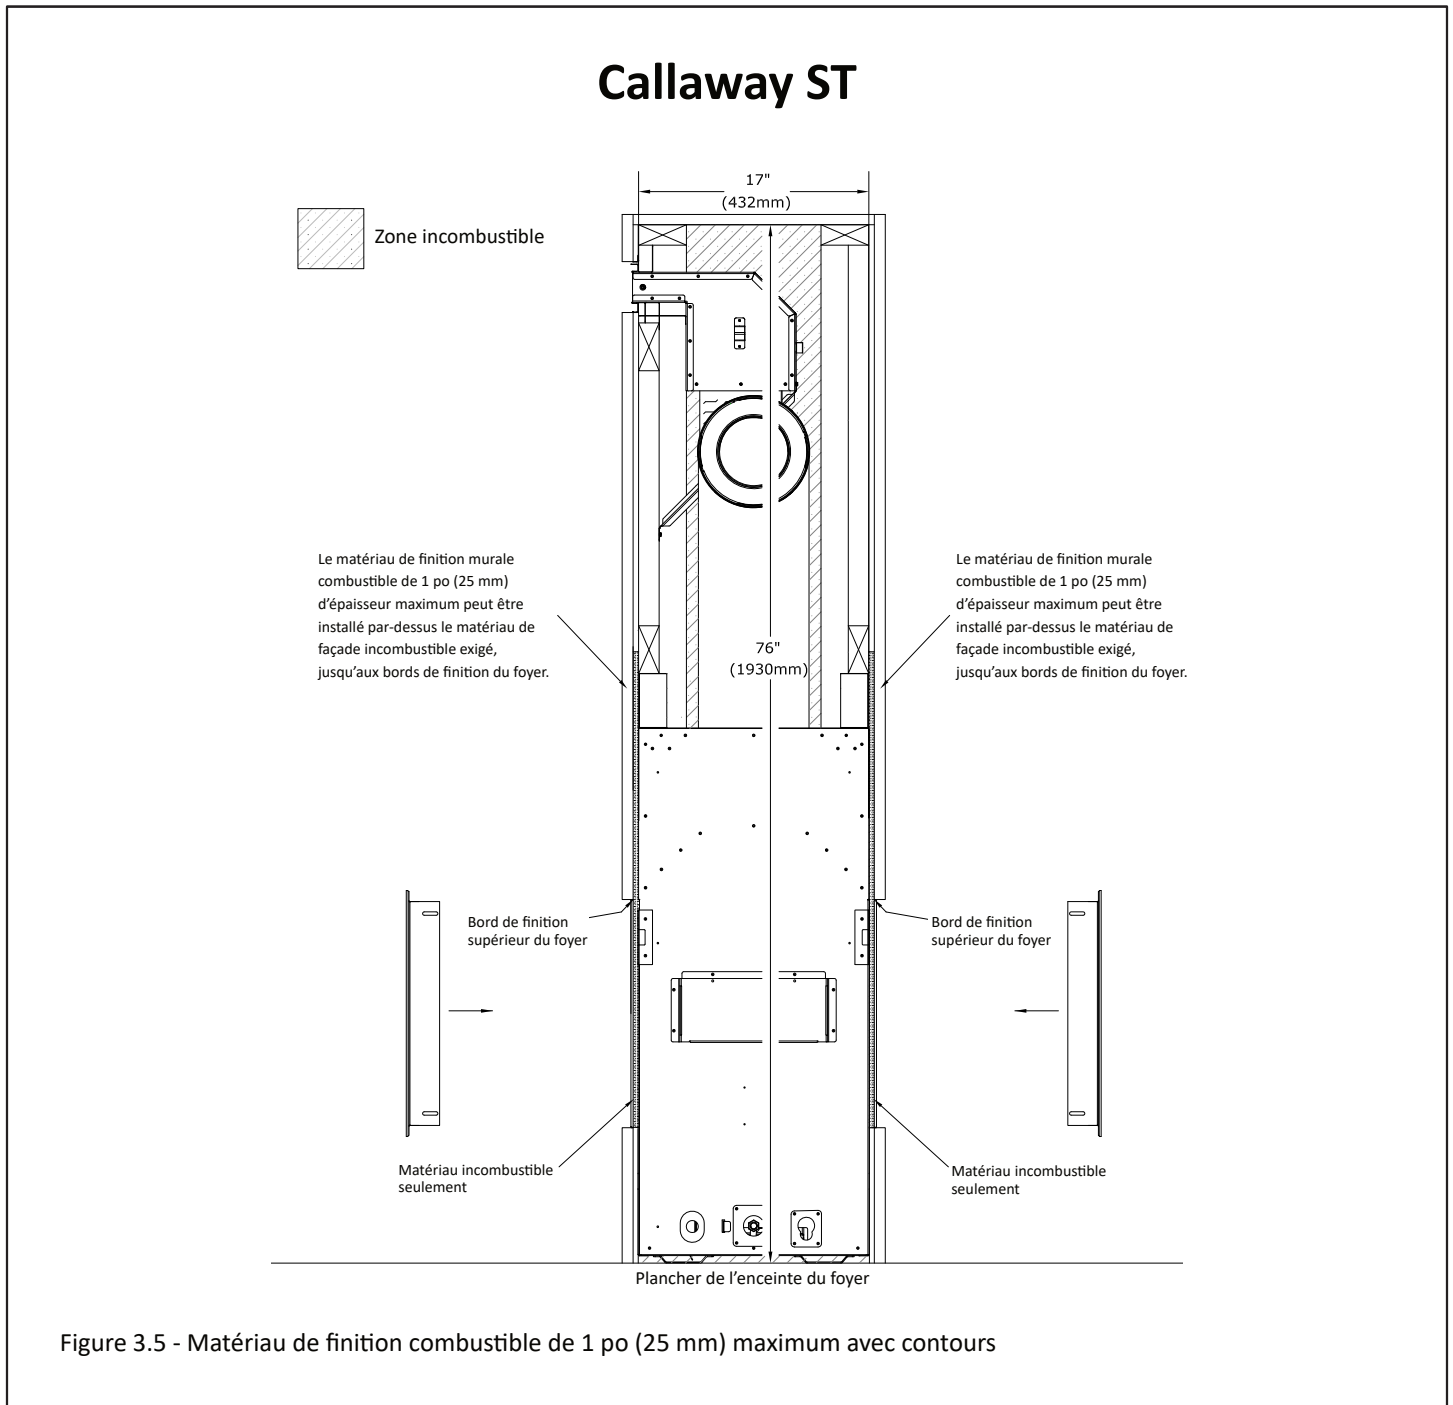 Callaway ST
17"
(432mm)
Zone incombustible
Le matériau de finition murale
combustible de 1 po (25 mm)
d’épaisseur maximum peut être
installé par-dessus le matériau de
façade incombustible exigé,
jusqu’aux bords de finition du foyer.
Le matériau de finition murale
combustible de 1 po (25 mm)
d’épaisseur maximum peut être
installé par-dessus le matériau de
façade incombustible exigé,
jusqu’aux bords de finition du foyer.
76"
(1930mm)
Bord de finition
supérieur du foyer
Bord de finition
supérieur du foyer
Matériau incombustible
seulement
Matériau incombustible
seulement
Plancher de l’enceinte du foyer
Figure 3.5 - Matériau de finition combustible de 1 po (25 mm) maximum avec contours